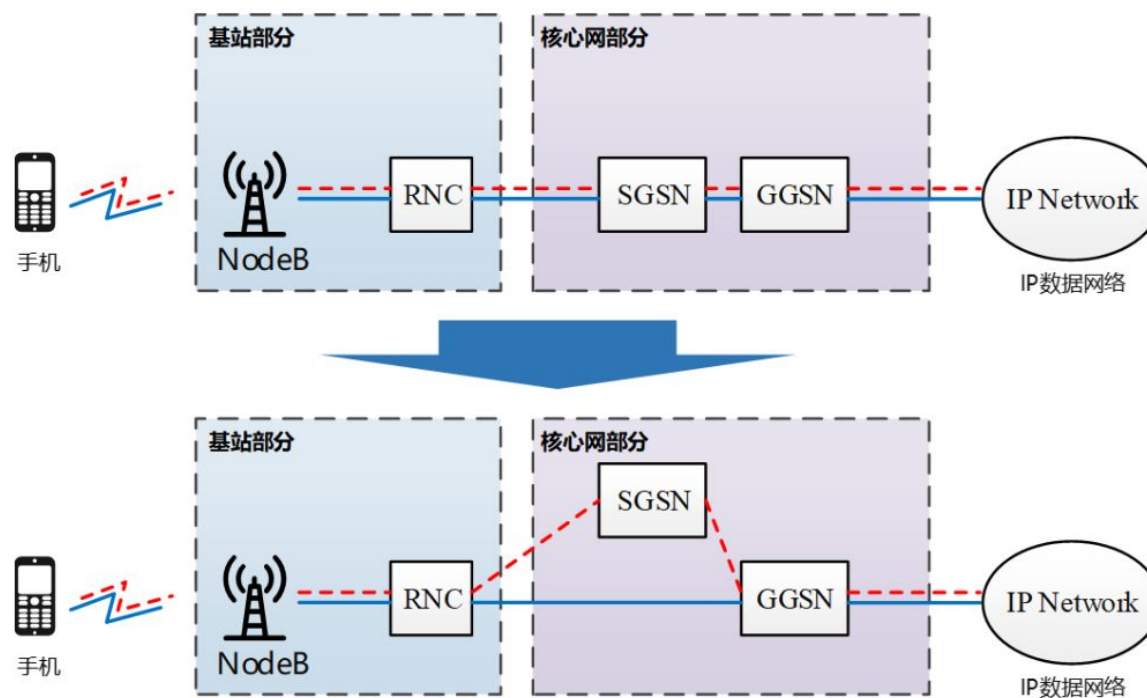 基站部分
核心网部分
RNC
SGSN
GGSN
IP Network
NodeB
手机
IP数据网络
基站部分
核心网部分
SGSN
RNC
GGSN
IP Network
NodeB
手机
IP数据网络